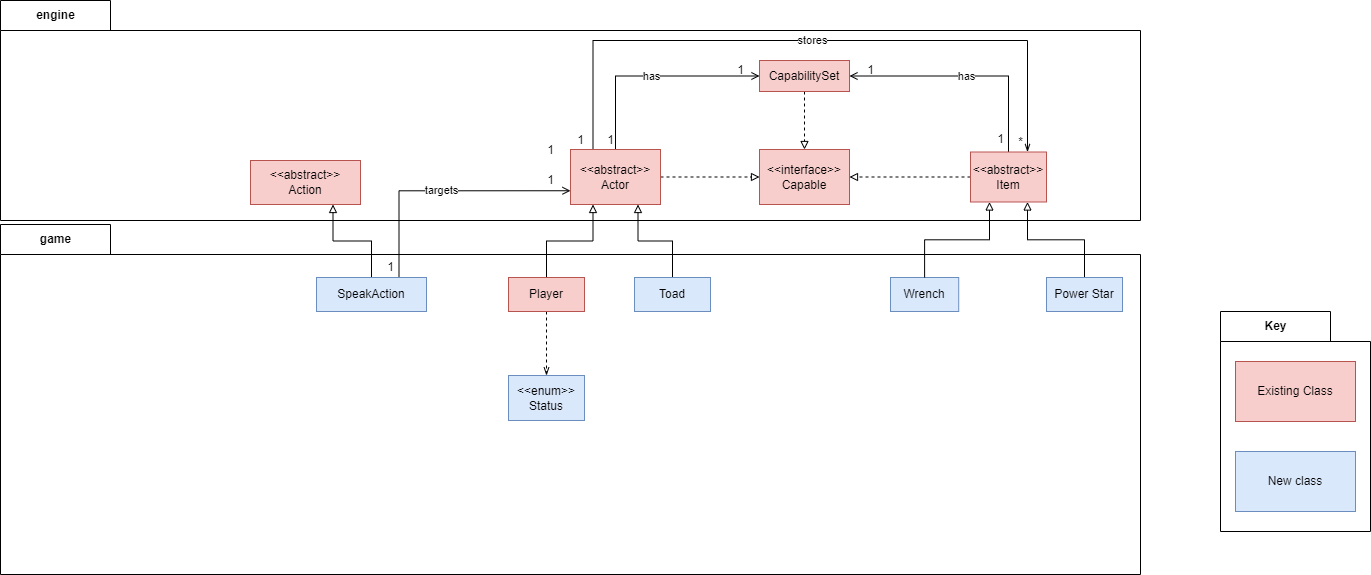 engine
stores
1
CapabilitySet
1
has
has
1
1
1
1
*
1
<<abstract>>
Action
<<abstract>>
Actor
<<interface>>
Capable
<<abstract>>
Item
1
targets
game
1
SpeakAction
Player
Toad
Wrench
Power Star
<<enum>>
Status
Key
Existing Class
New class